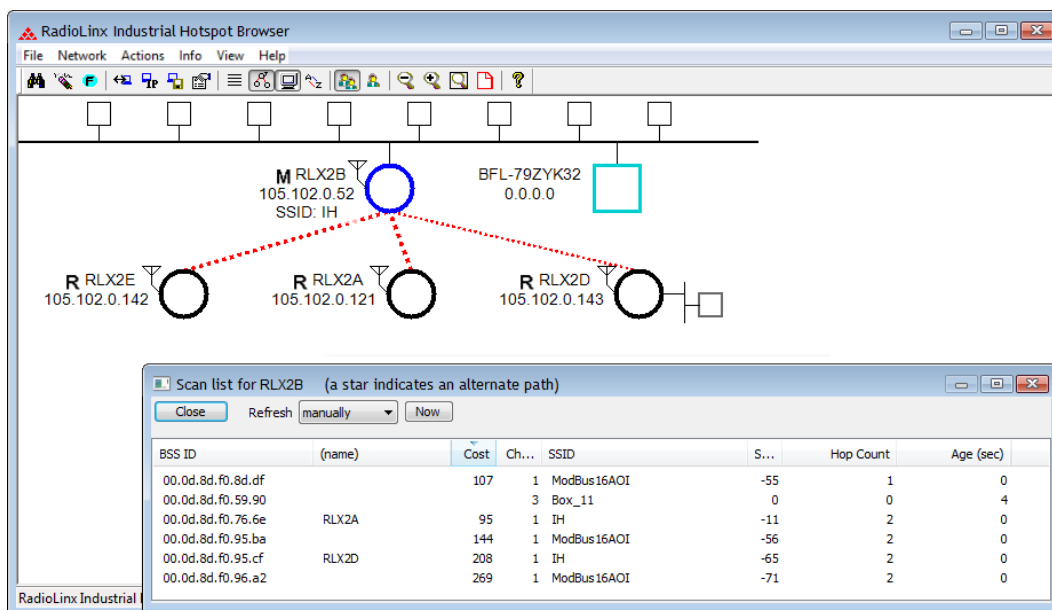 RadioLinx Industrial Hotspot Browser
File Network Actions Info View Help
M RLX2B
105.102.0.52
SSID: IH
BFL-79ZYK32
0.0.0.0
R RLX2E
105.102.0.142
R RLX2A
105.102.0.121
R RLX2D
105.102.0.143
Scan list for RLX2B (a star indicates an alternate path)
Close Refresh manually Now
BSS ID (name) Cost Ch... SSID S... Hop Count Age (sec)
00.0d.8d.f0.8d.df 107 1 ModBus16AOI -55 1 0
00.0d.8d.f0.59.90 3 Box_11 0 0 4
00.0d.8d.f0.76.6e RLX2A 95 1 IH -11 2 0
00.0d.8d.f0.95.ba 144 1 ModBus16AOI -56 2 0
00.0d.8d.f0.95.cf RLX2D 208 1 IH -65 2 0
00.0d.8d.f0.96.a2 269 1 ModBus16AOI -71 2 0
RadioLinx Industrial